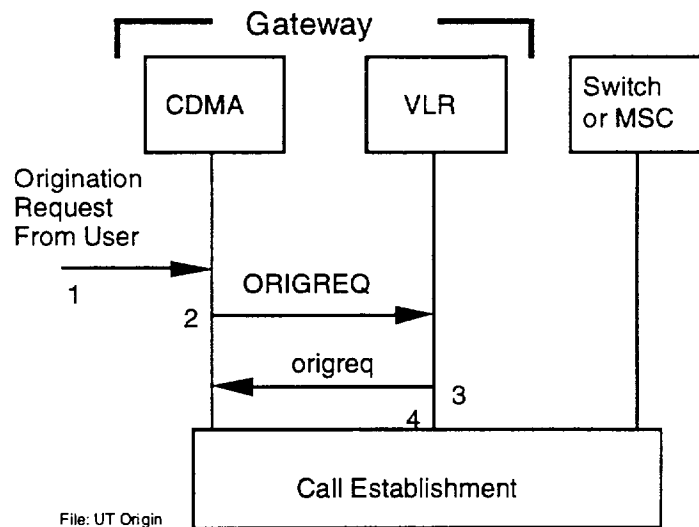 Gateway
CDMA
VLR
Switch
or MSC
Origination
Request
From User
1
ORIGREQ
2
origreq
3
4
Call Establishment
File: UT Origin